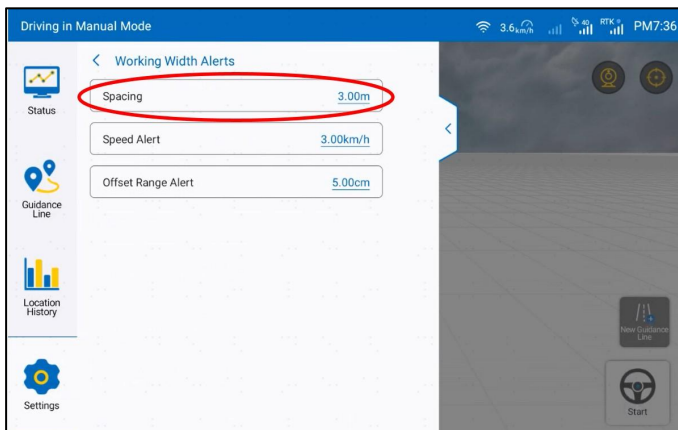 Driving in Manual Mode
3.6km/h
40
RTK
PM7:36
Working Width Alerts
Status
Spacing
3.00m
Speed Alert
3.00km/h
Offset Range Alert
5.00cm
Guidance
Line
Location
History
Settings
New Guidance
Line
Start